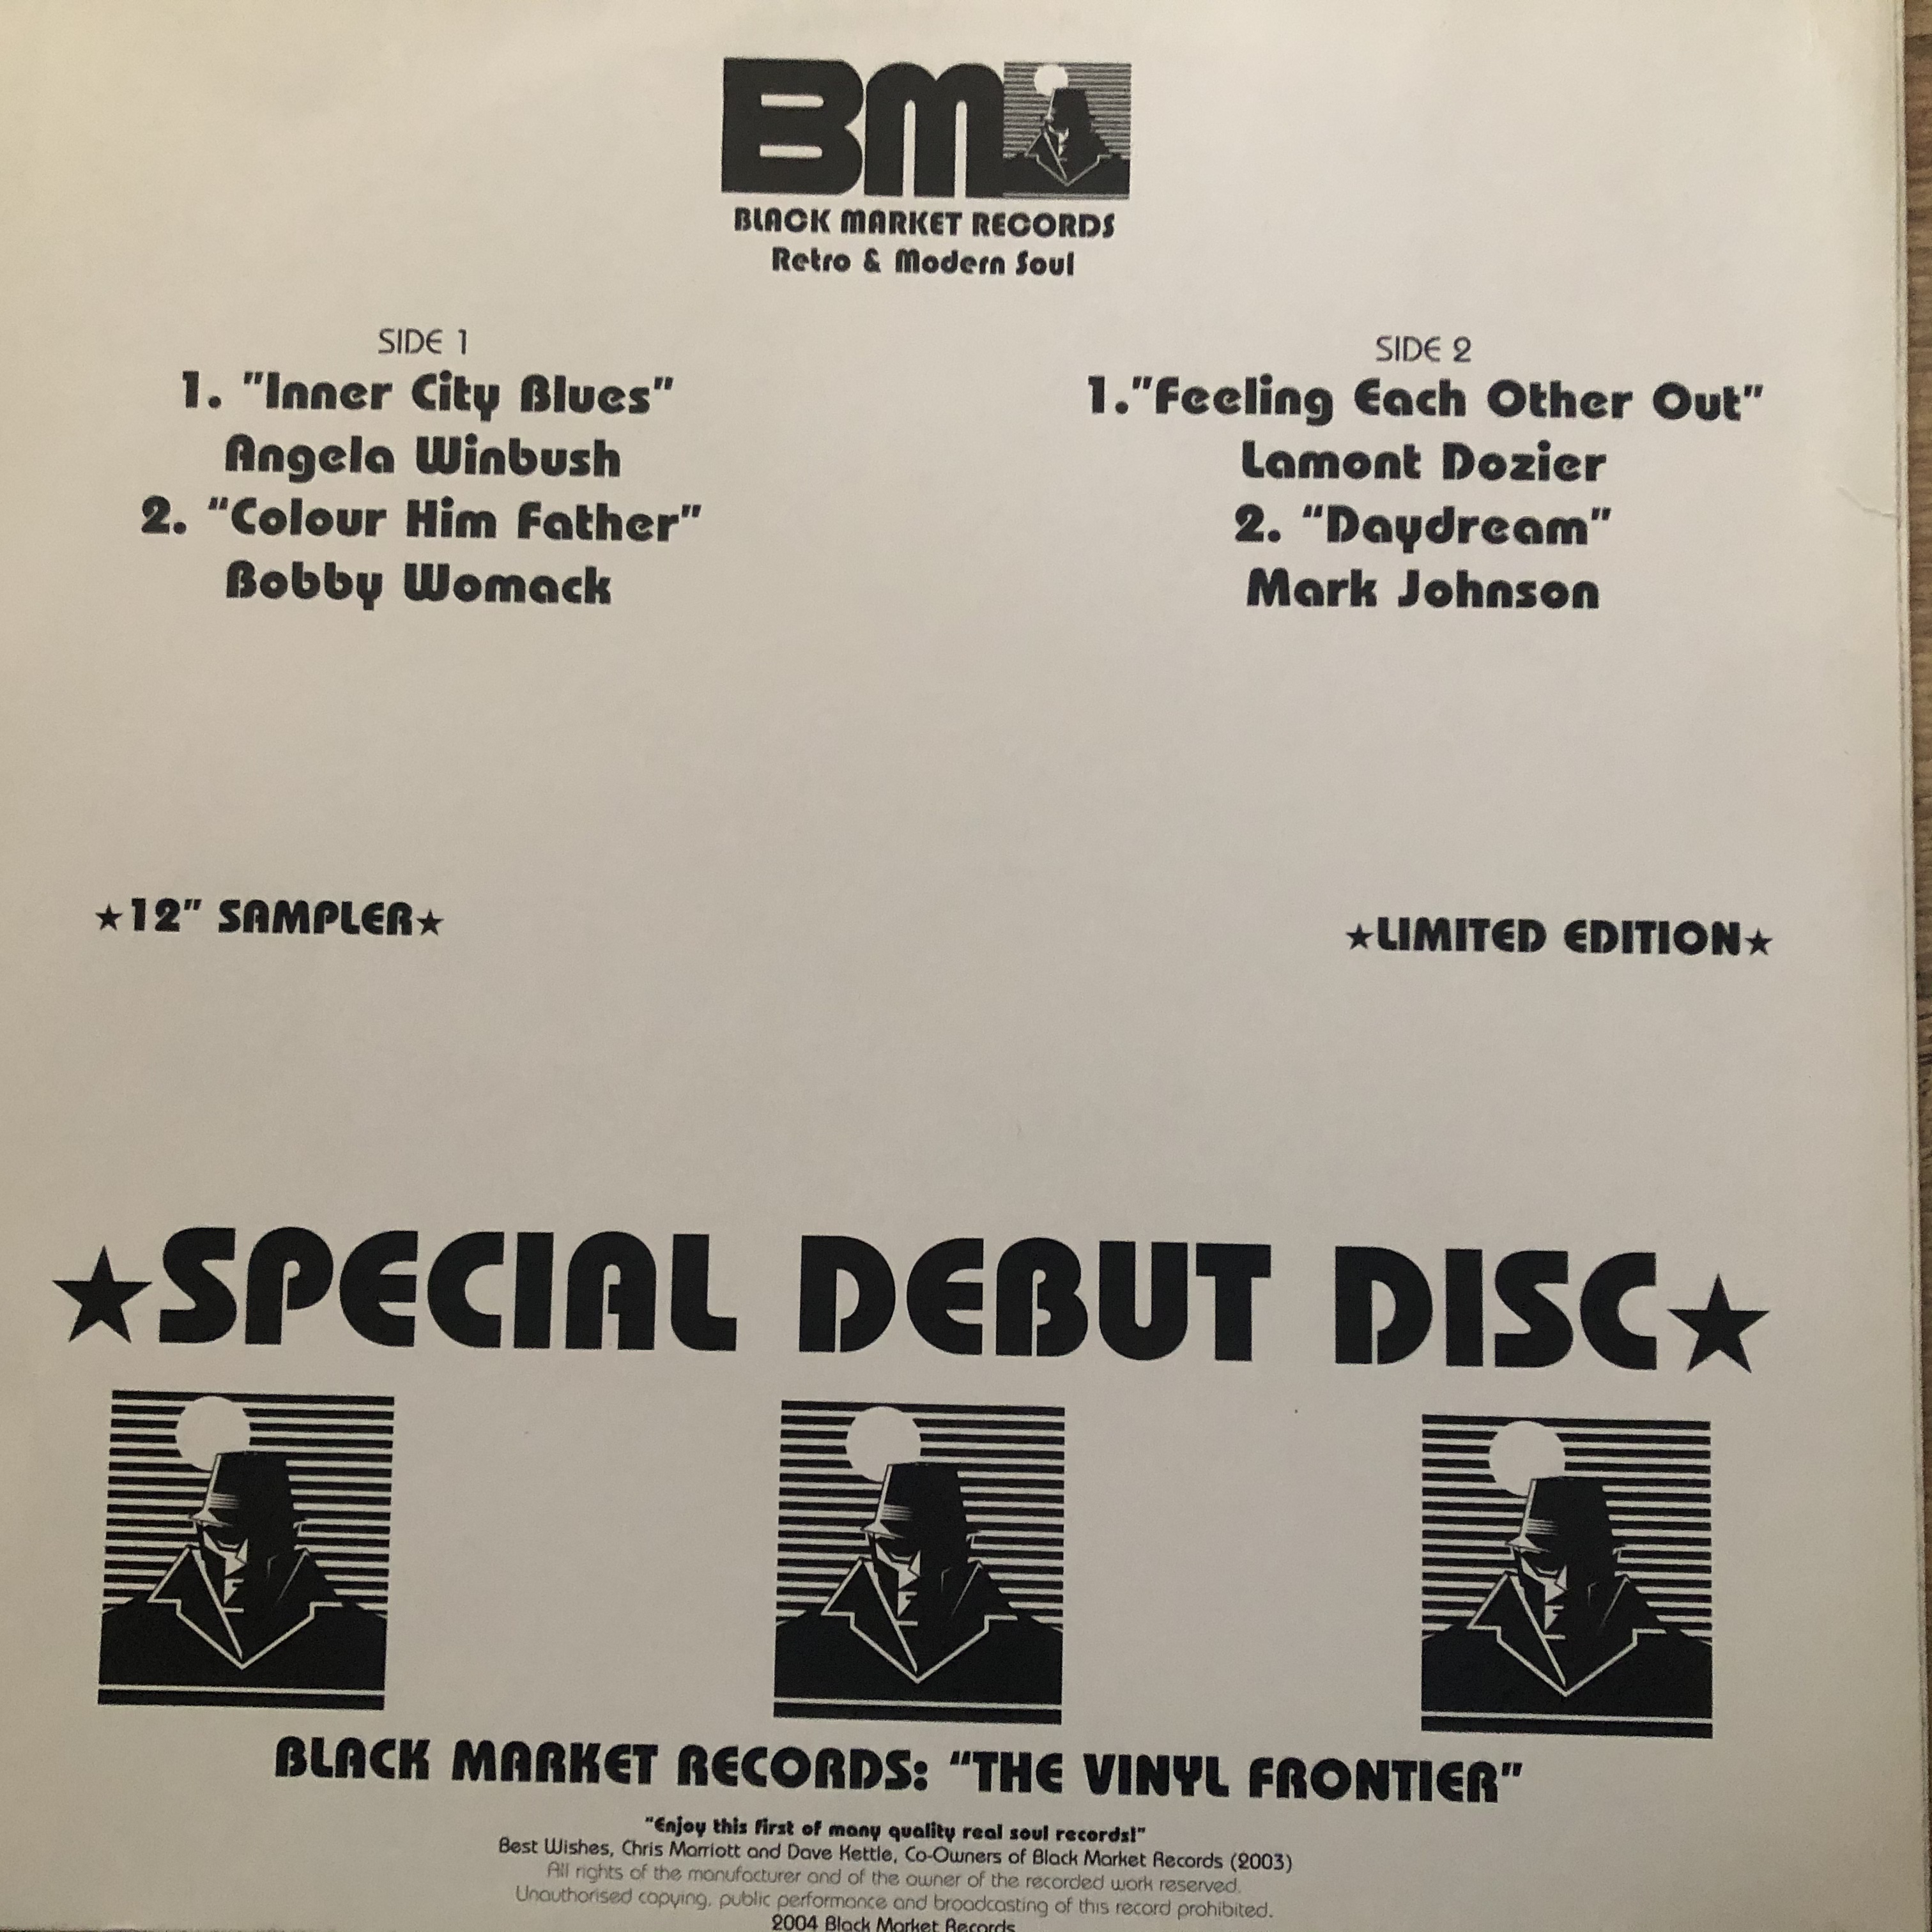 BM
BLACK MARKET RECORDS
Retro & Modern Soul
SIDE 1
1. "Inner City Blues"
Angela Winbush
2. "Colour Him Father"
Bobby Womack
SIDE 2
1."Feeling Each Other Out"
Lamont Dozier
2. "Daydream"
Mark Johnson
★12" SAMPLER★
★LIMITED EDITION★
★SPECIAL DEBUT DISC★
BLACK MARKET RECORDS: "THE VINYL FRONTIER"
"Enjoy this first of many quality real soul records!"
Best Wishes, Chris Marriott and Dave Kettle, Co-Owners of Black Market Records (2003)
All rights of the manufacturer and of the owner of the recorded work reserved.
Unauthorised copying, public performance and broadcasting of this record prohibited.
2004 Black Market Records